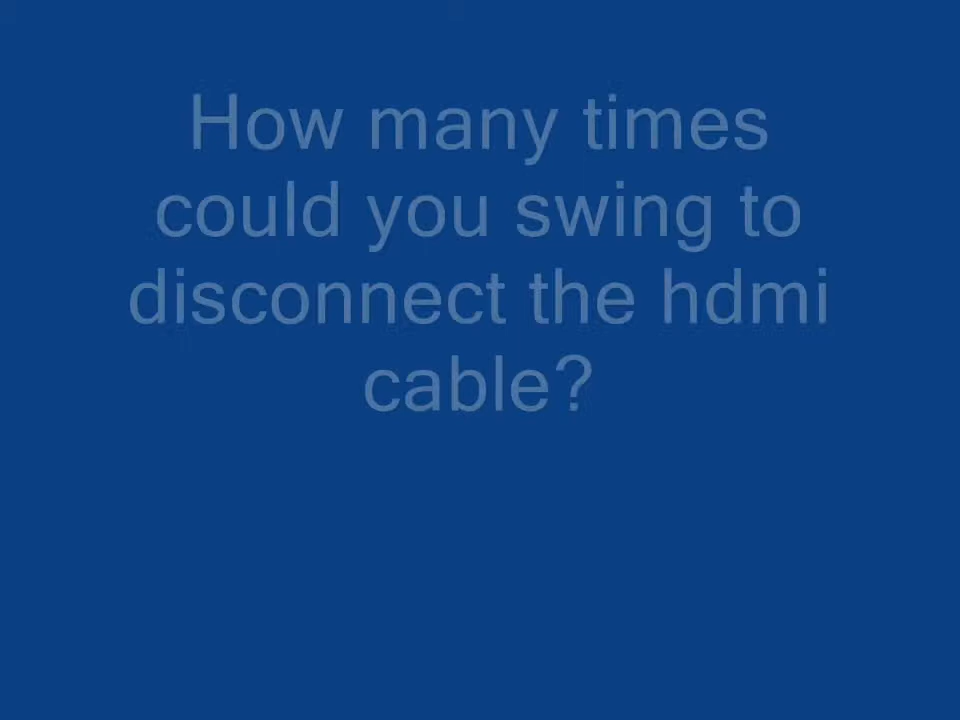 How many times
could you swing to
disconnect the hdmi
cable?